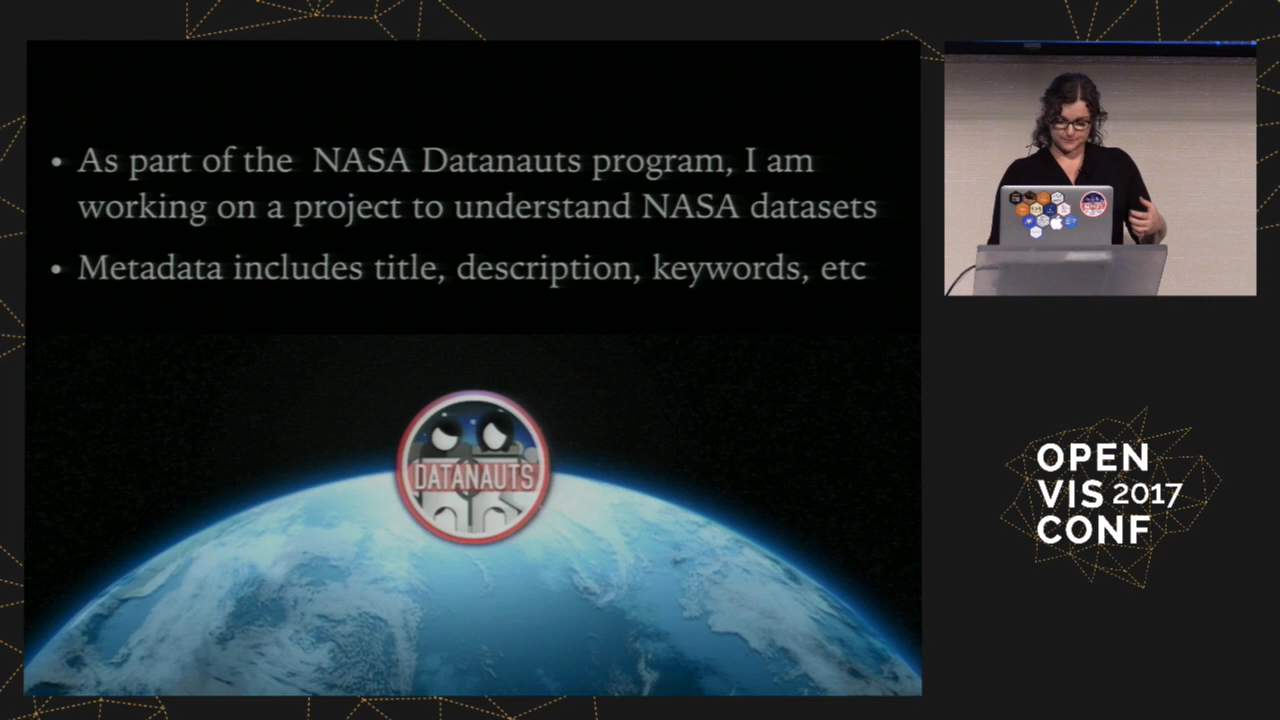 • As part of the NASA Datanauts program, I am
working on a project to understand NASA datasets
• Metadata includes title, description, keywords, etc
DATANAUTS
OPEN
VIS 2017
CONF